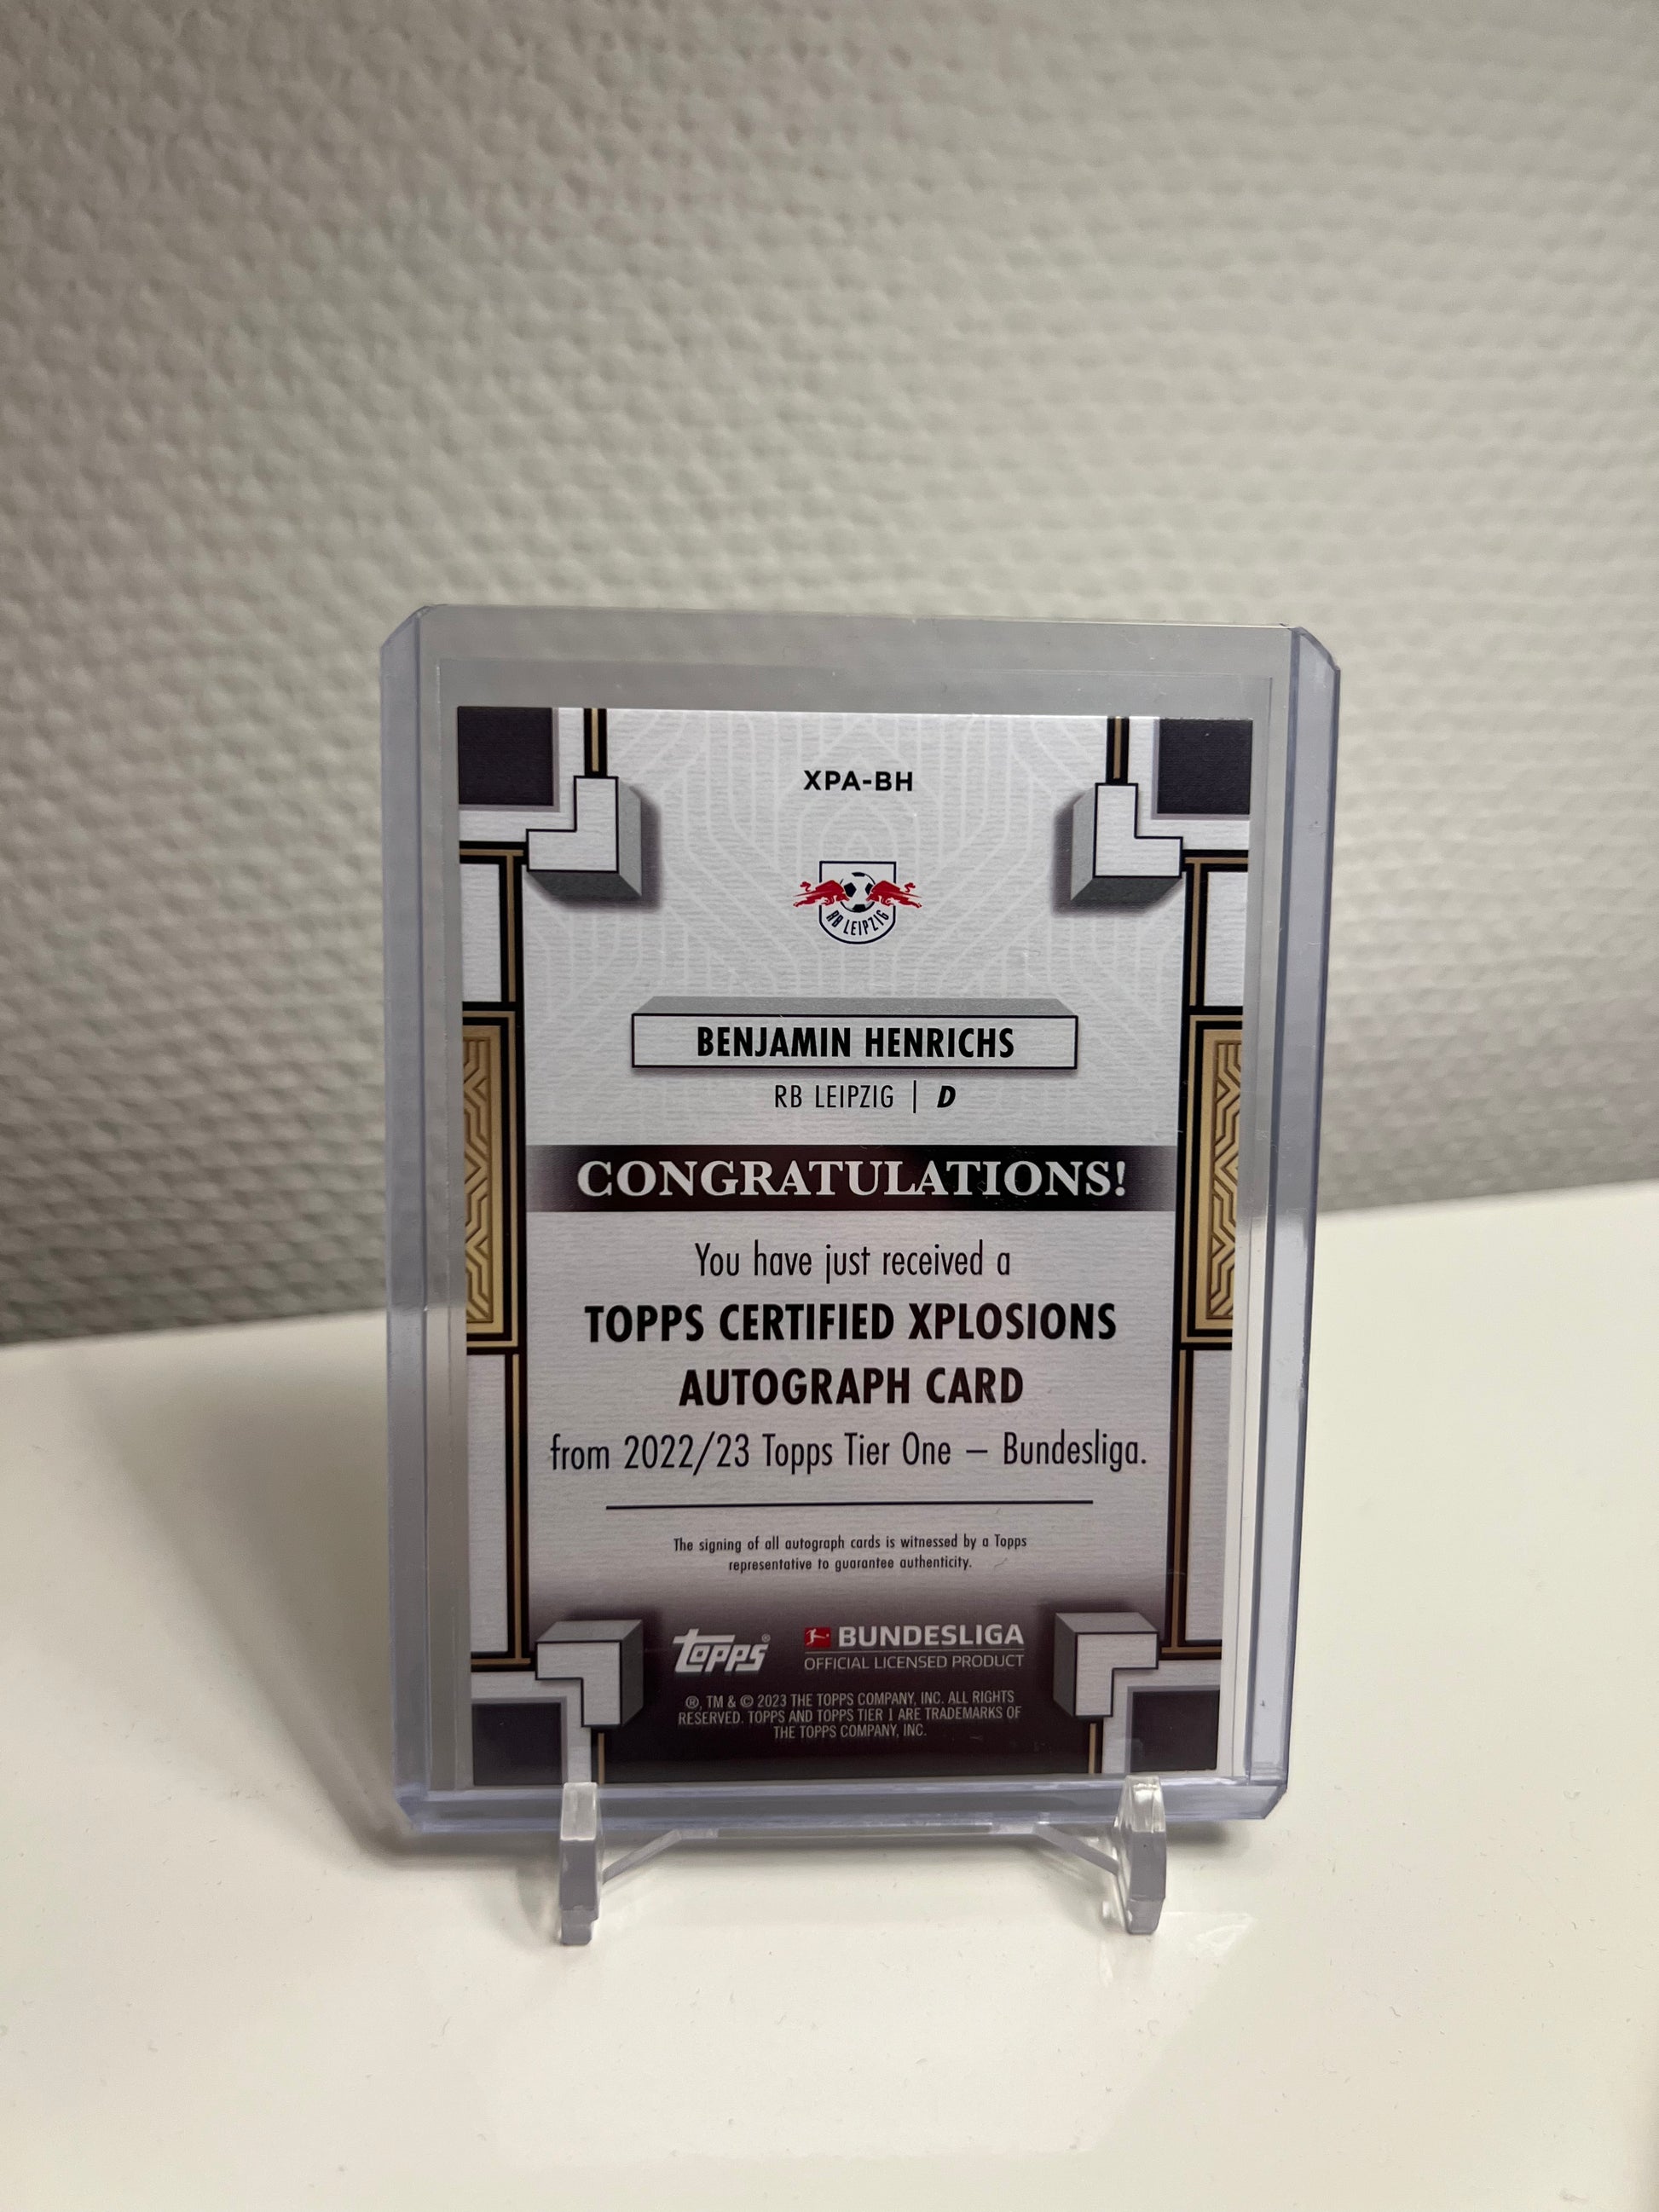 XPA-BH
RB LEIPZIG
BENJAMIN HENRICHS
RB LEIPZIG | D
CONGRATULATIONS!
You have just received a
TOPPS CERTIFIED XPLOSIONS
AUTOGRAPH CARD
from 2022/23 Topps Tier One – Bundesliga.
The signing of all autograph cards is witnessed by a Topps
representative to guarantee authenticity.
topps®
BUNDESLIGA
OFFICIAL LICENSED PRODUCT
®, TM & © 2023 THE TOPPS COMPANY, INC. ALL RIGHTS
RESERVED. TOPPS AND TOPPS TIER 1 ARE TRADEMARKS OF
THE TOPPS COMPANY, INC.